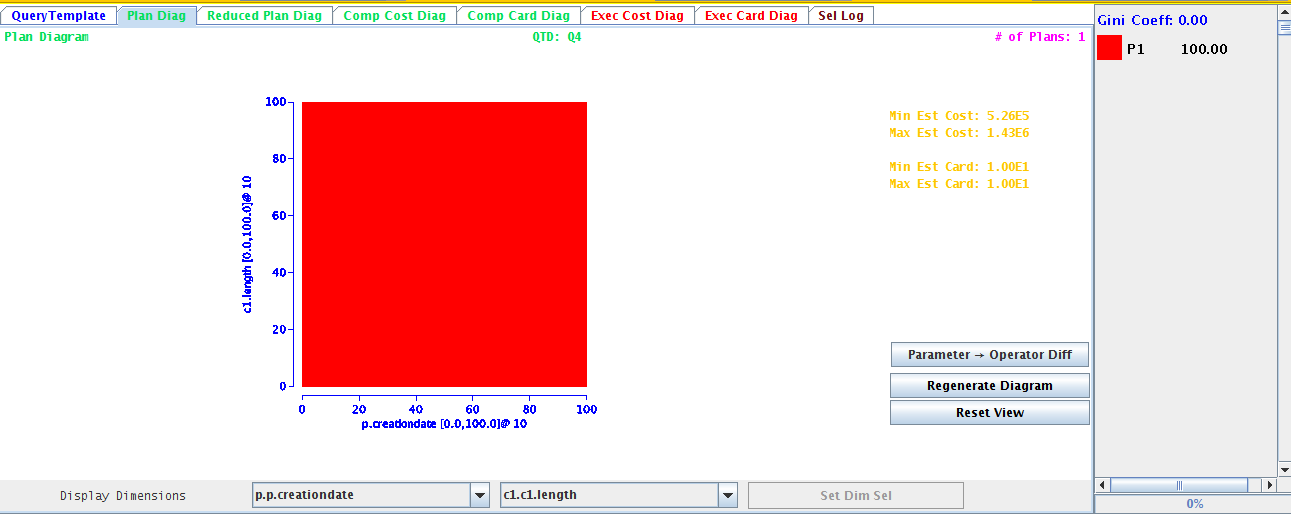 QueryTemplate Plan Diag Reduced Plan Diag Comp Cost Diag Comp Card Diag Exec Cost Diag Exec Card Diag Sel Log
Plan Diagram QTD: Q4 # of Plans: 1
Gini Coeff: 0.00
P1 100.00
Min Est Cost: 5.26E5
Max Est Cost: 1.43E6
Min Est Card: 1.00E1
Max Est Card: 1.00E1
100
80
60
40
20
0
c1.length [0.0,100.0]@ 10
0 20 40 60 80 100
p.creationdate [0.0,100.0]@ 10
Parameter → Operator Diff
Regenerate Diagram
Reset View
Display Dimensions p.p.creationdate c1.c1.length Set Dim Sel
0%